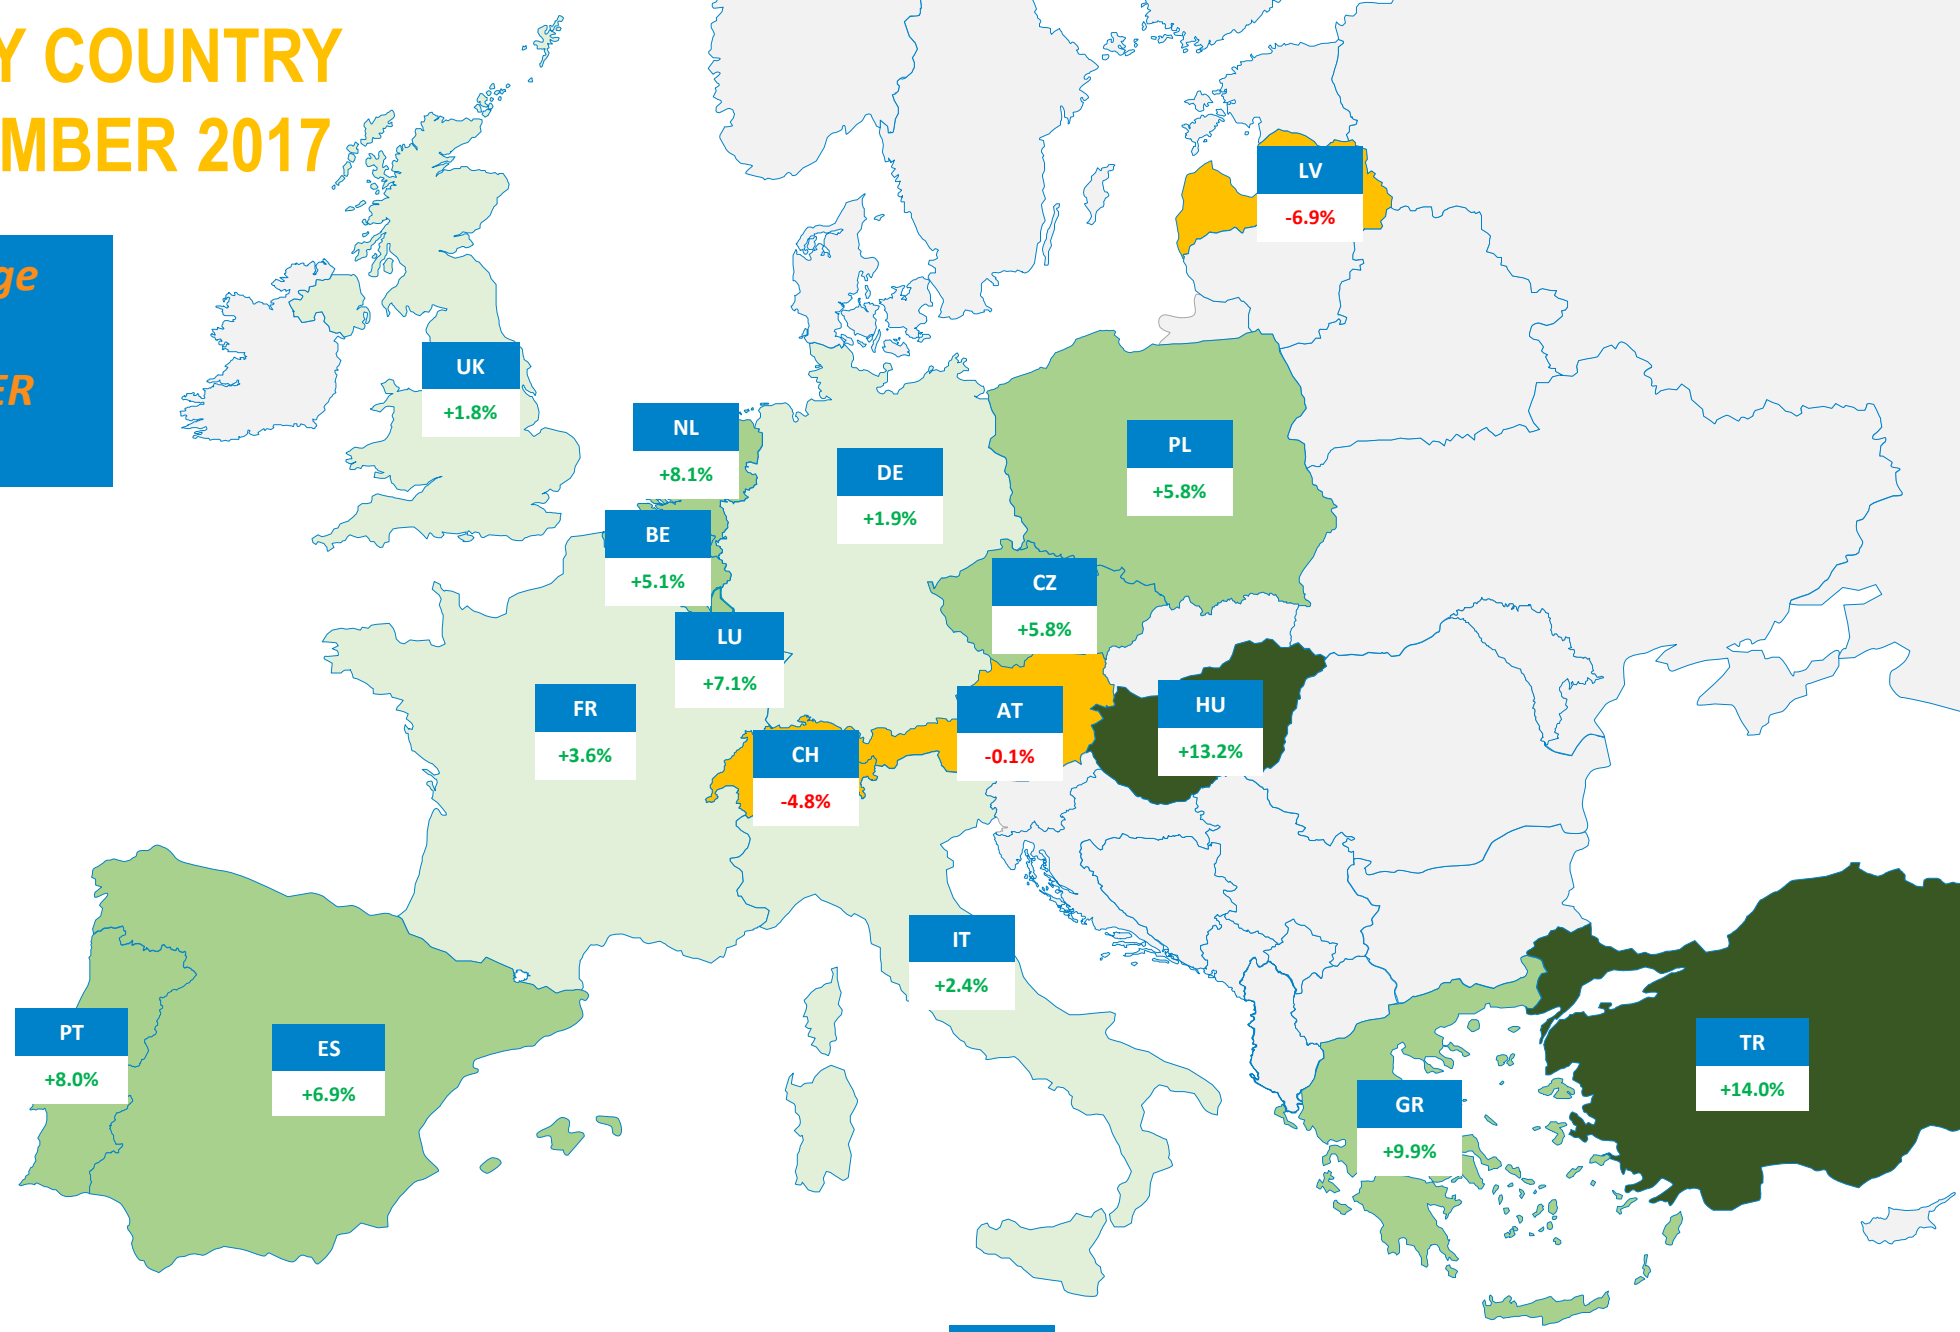 Y COUNTRY
MBER 2017
ge
ER
LV
-6.9%
UK
+1.8%
NL
+8.1%
PL
+5.8%
DE
+1.9%
BE
+5.1%
CZ
+5.8%
LU
+7.1%
FR
+3.6%
AT
-0.1%
HU
+13.2%
CH
-4.8%
IT
+2.4%
PT
+8.0%
ES
+6.9%
TR
+14.0%
GR
+9.9%